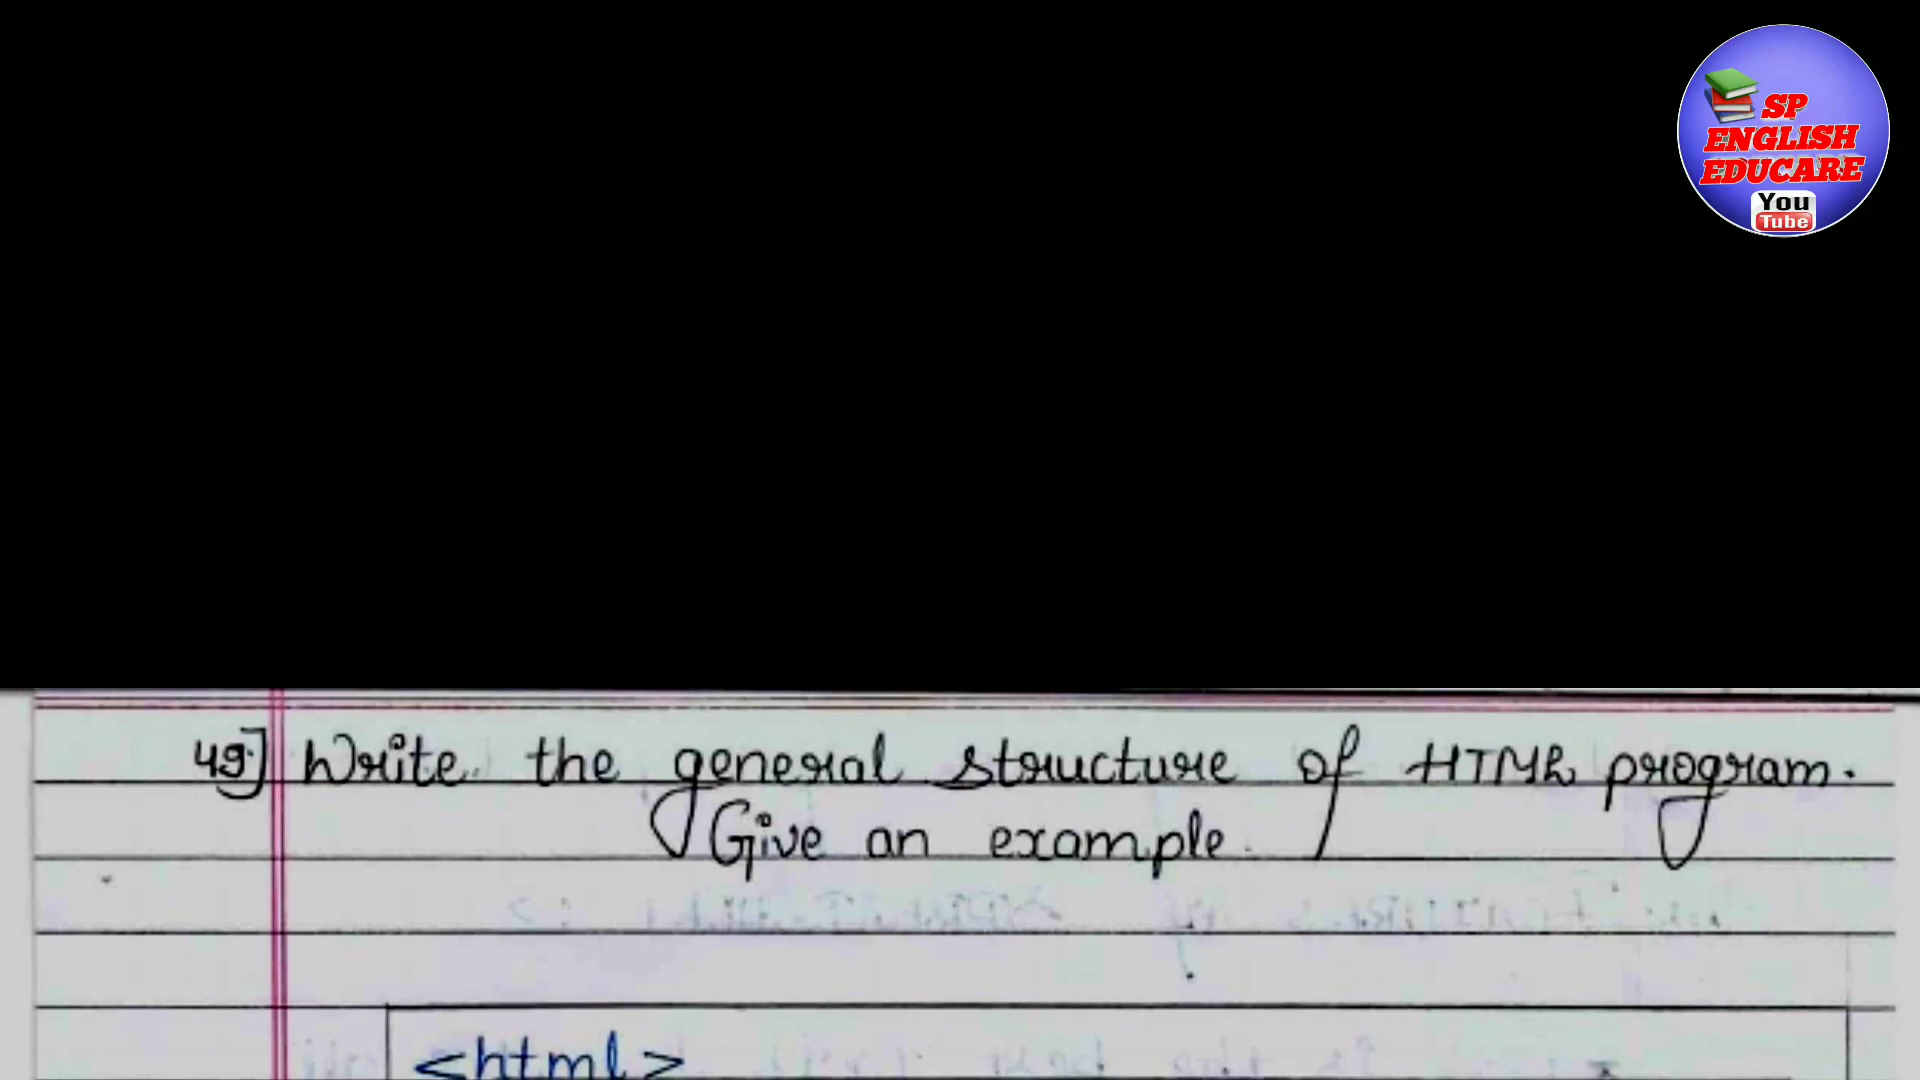 SP
ENGLISH
EDUCARE
You
Tube
49.] Write the general structure of HTML program.
Give an example.
<html>